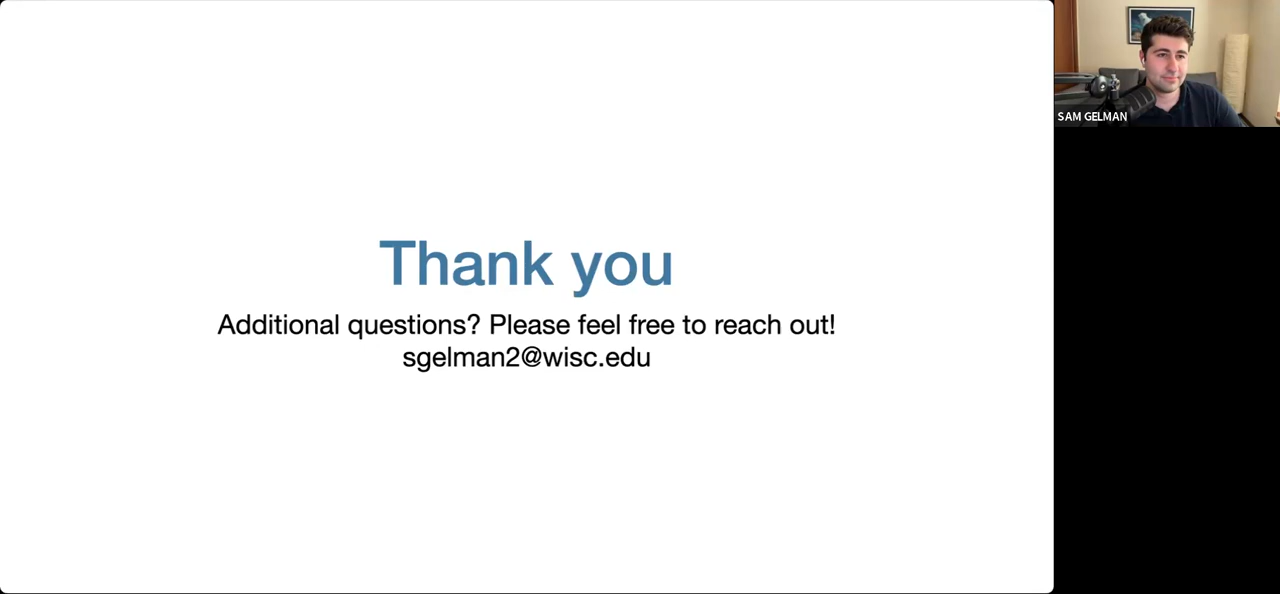 Thank you
Additional questions? Please feel free to reach out!
sgelman2@wisc.edu
SAM GELMAN